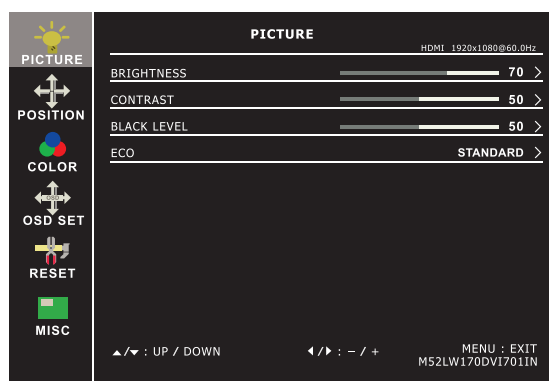 PICTURE
POSITION
COLOR
OSD
OSD SET
RESET
MISC
PICTURE
HDMI 1920x1080@60.0Hz
BRIGHTNESS 70 >
CONTRAST 50 >
BLACK LEVEL 50 >
ECO STANDARD >
▲/▼ : UP / DOWN ◀/▶ : – / + MENU : EXIT
M52LW170DVI701IN